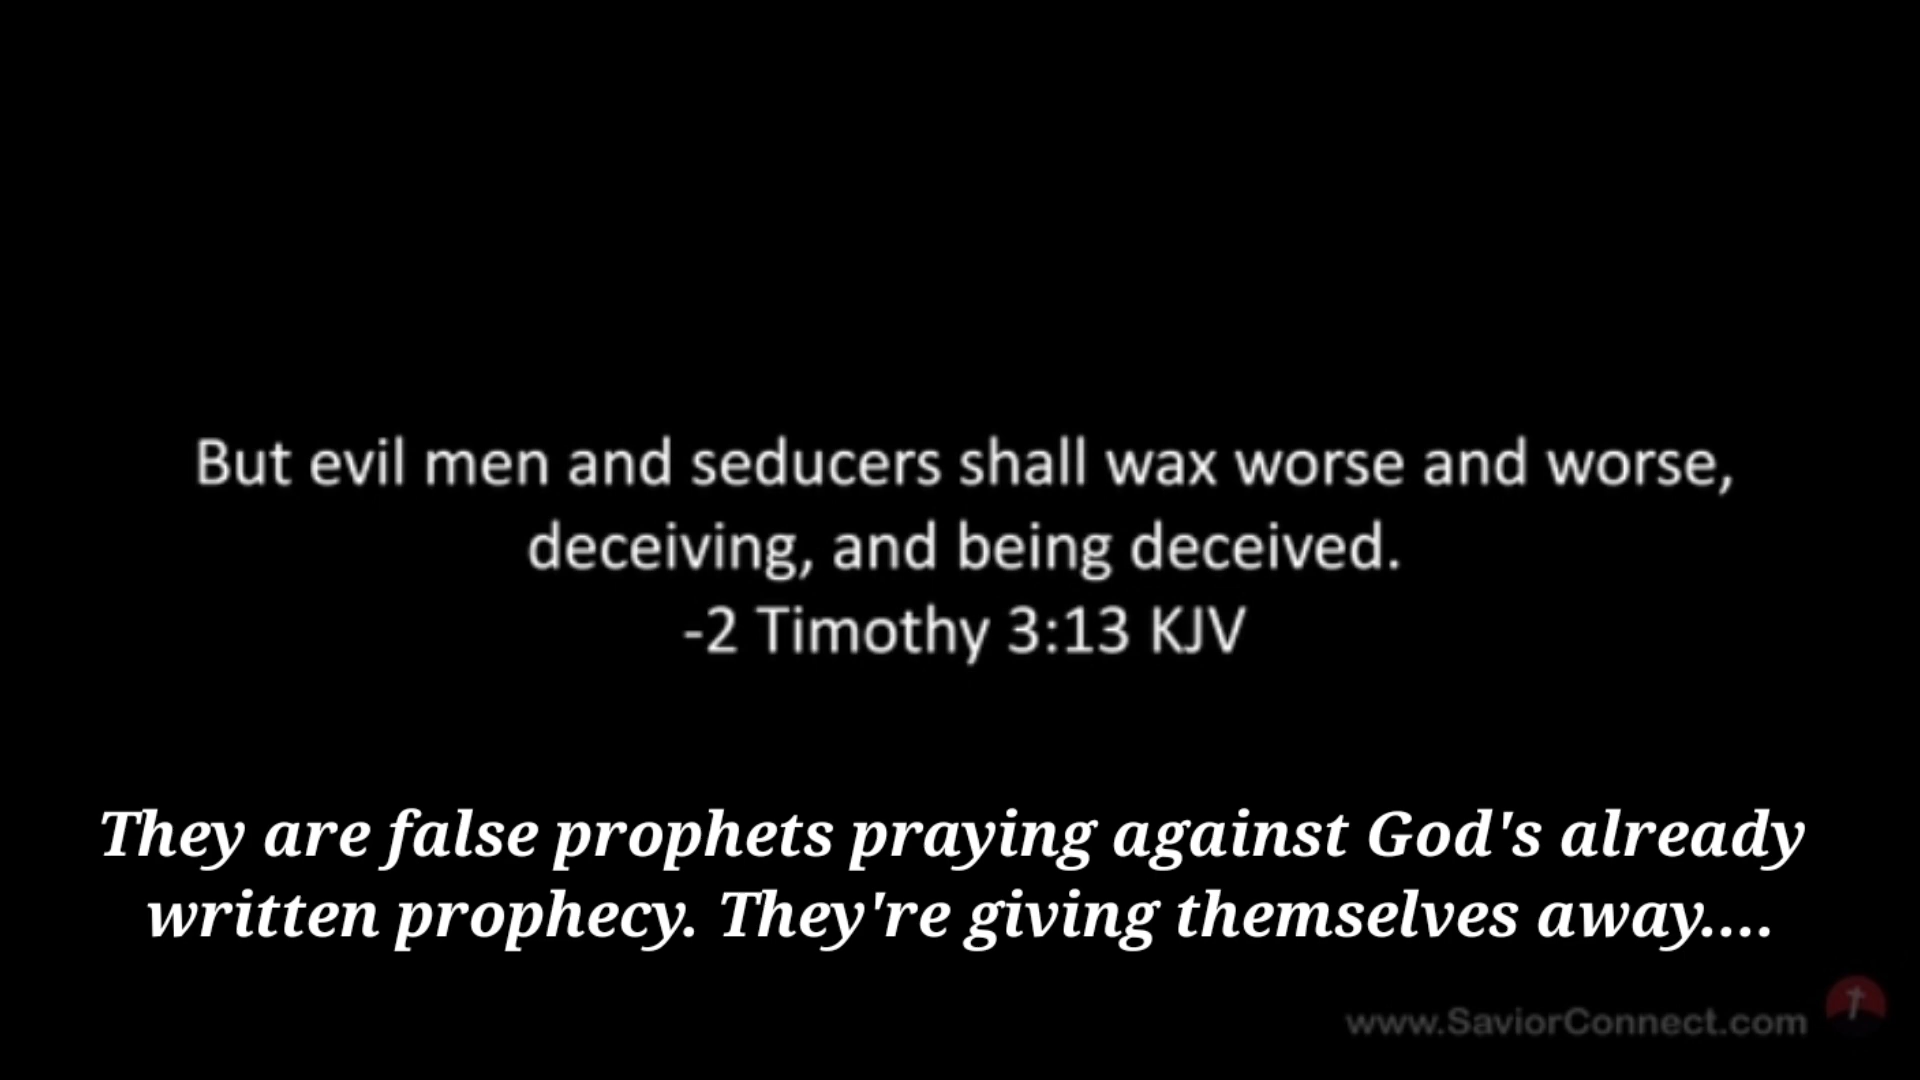 But evil men and seducers shall wax worse and worse,
deceiving, and being deceived.
-2 Timothy 3:13 KJV
They are false prophets praying against God's already
written prophecy. They're giving themselves away....
www.SaviorConnect.com